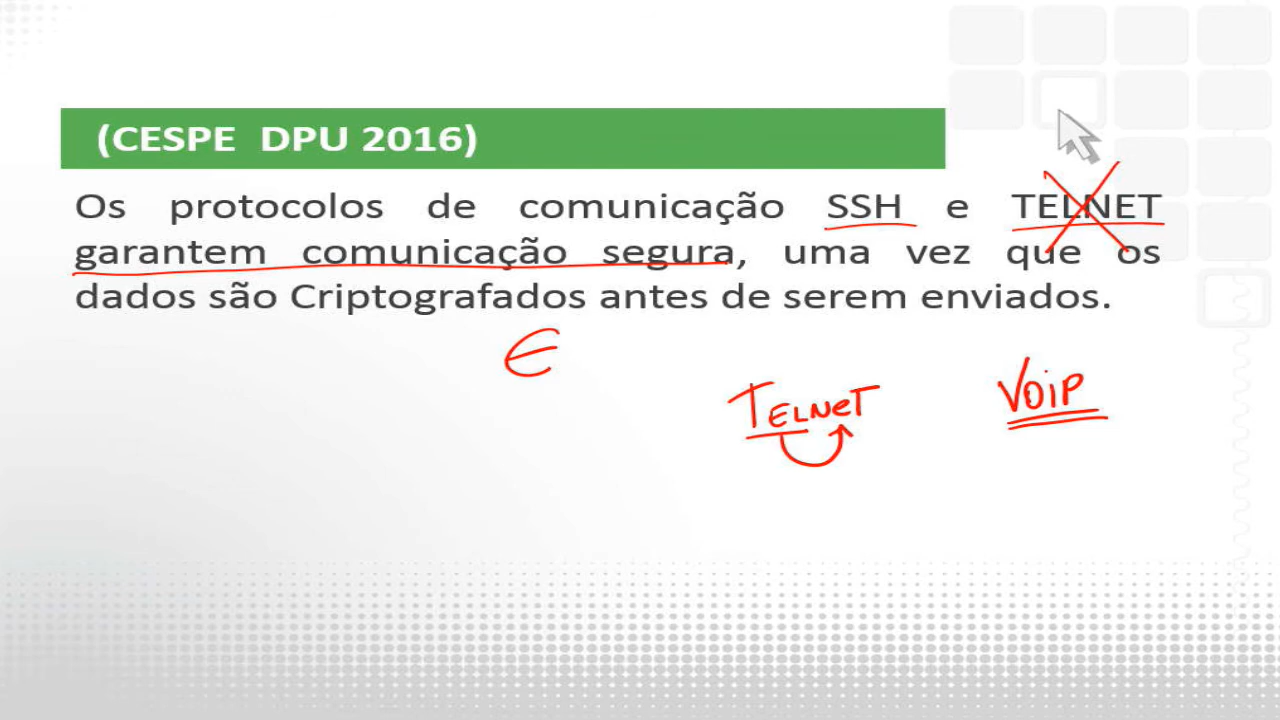 (CESPE DPU 2016)
Os protocolos de comunicação SSH e TELNET
garantem comunicação segura, uma vez que os
dados são Criptografados antes de serem enviados.
E
TELNeT
VOiP